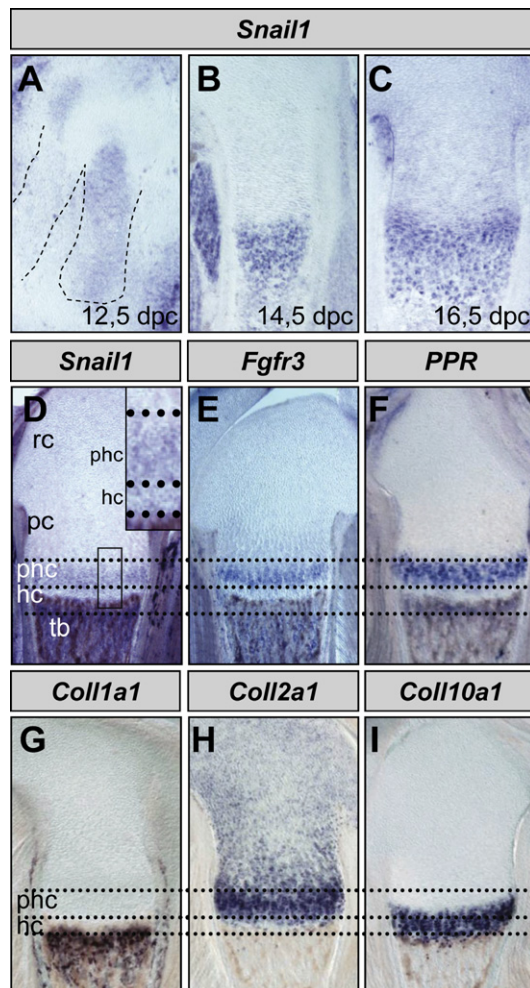 Snail1
A B C
12,5 dpc 14,5 dpc 16,5 dpc
Snail1 Fgfr3 PPR
D E F
rc
phc
hc
pc
phc
hc
tb
Coll1a1 Coll2a1 Coll10a1
G H I
phc
hc